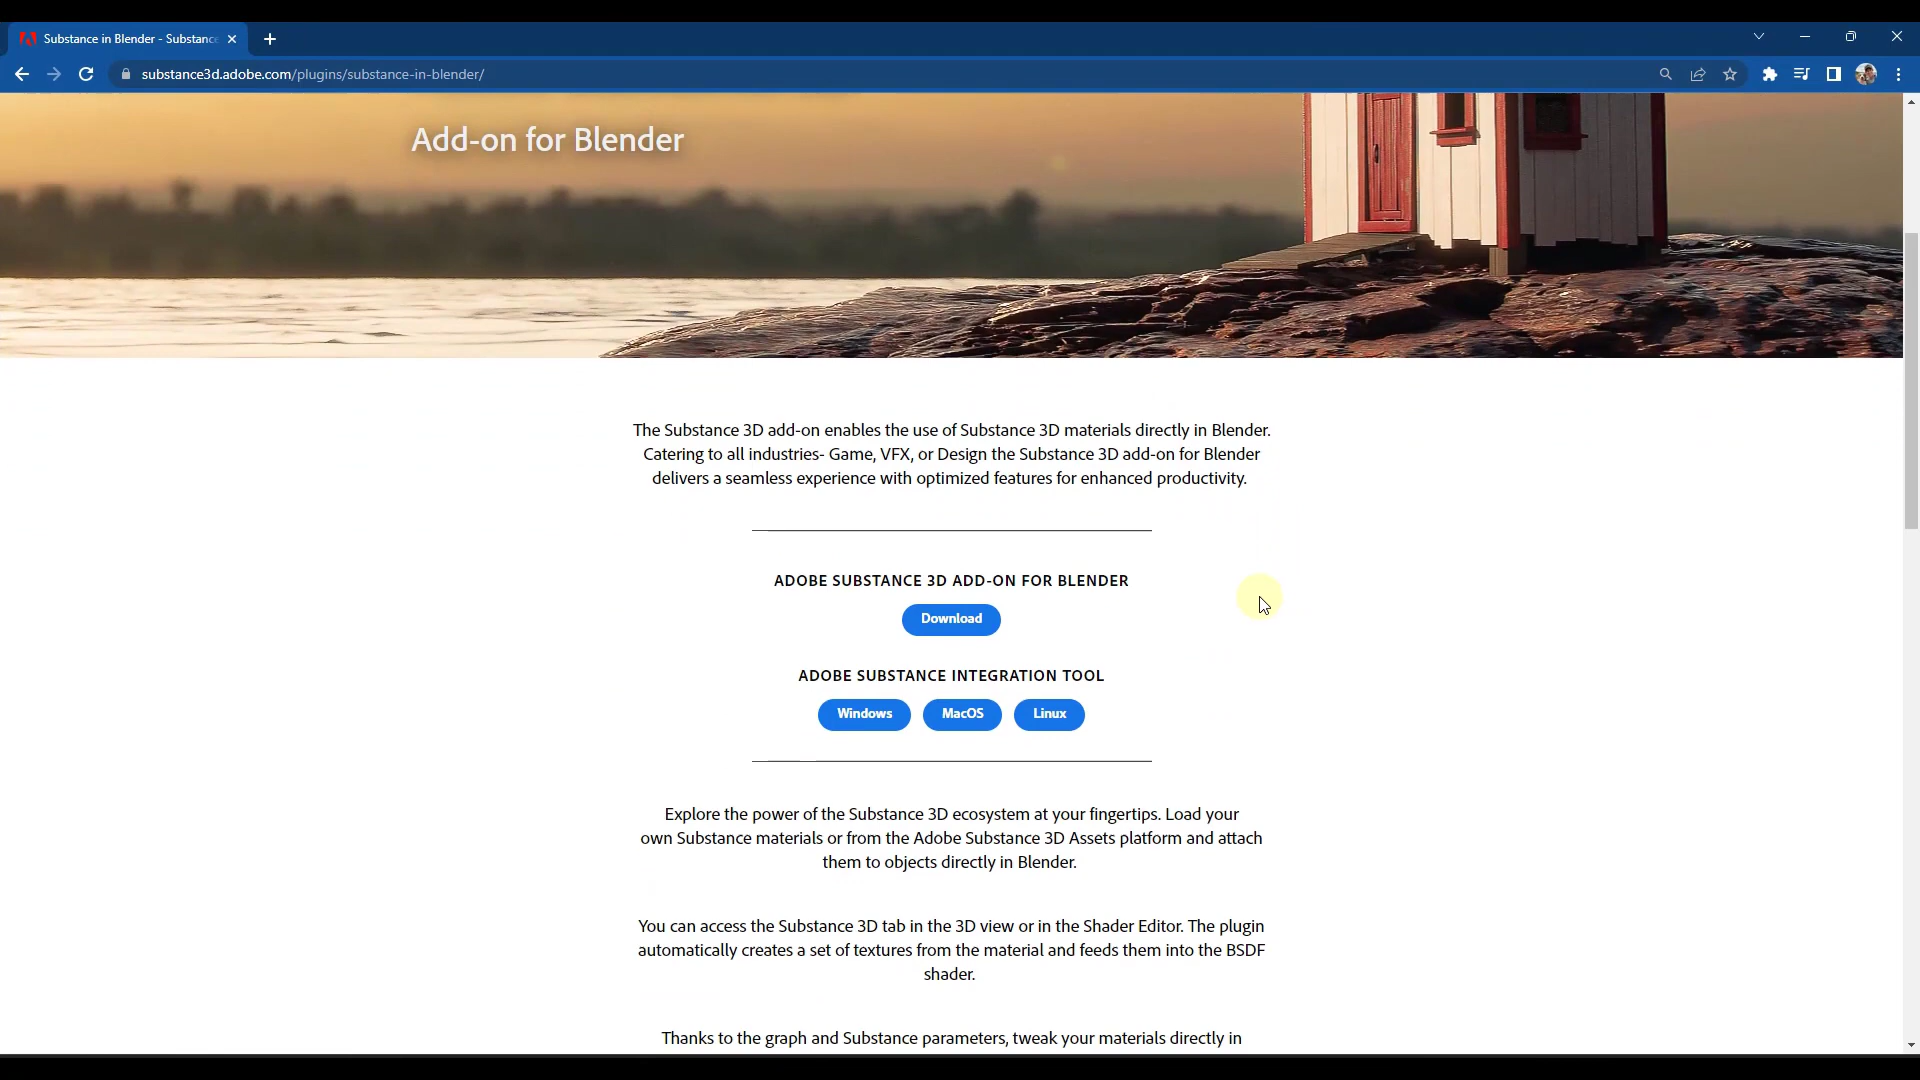 Substance in Blender - Substance
substance3d.adobe.com/plugins/substance-in-blender/
Add-on for Blender
The Substance 3D add-on enables the use of Substance 3D materials directly in Blender.
Catering to all industries- Game, VFX, or Design the Substance 3D add-on for Blender
delivers a seamless experience with optimized features for enhanced productivity.
ADOBE SUBSTANCE 3D ADD-ON FOR BLENDER
Download
ADOBE SUBSTANCE INTEGRATION TOOL
Windows MacOS Linux
Explore the power of the Substance 3D ecosystem at your fingertips. Load your
own Substance materials or from the Adobe Substance 3D Assets platform and attach
them to objects directly in Blender.
You can access the Substance 3D tab in the 3D view or in the Shader Editor. The plugin
automatically creates a set of textures from the material and feeds them into the BSDF
shader.
Thanks to the graph and Substance parameters, tweak your materials directly in